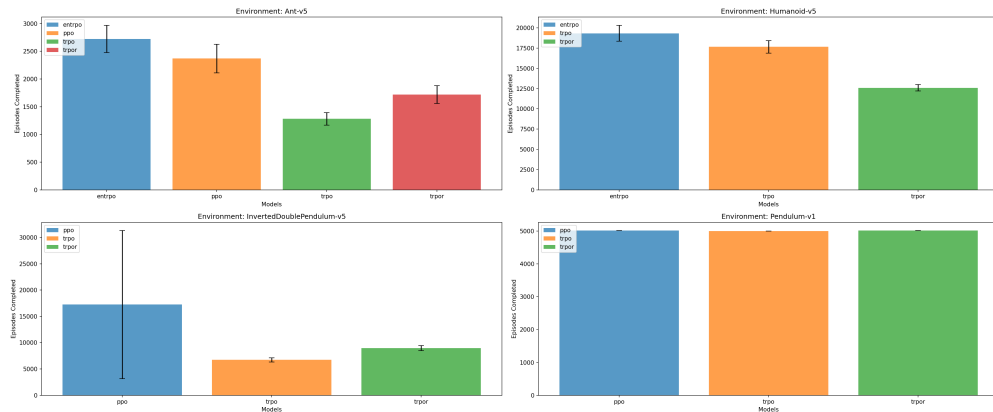 Environment: Ant-v5
entrpo
ppo
trpo
trpor
3000
2500
2000
1500
1000
500
0
Episodes Completed
entrpo ppo trpo trpor
Models
Environment: Humanoid-v5
entrpo
trpo
trpor
20000
17500
15000
12500
10000
7500
5000
2500
0
Episodes Completed
entrpo trpo trpor
Models
Environment: InvertedDoublePendulum-v5
ppo
trpo
trpor
30000
25000
20000
15000
10000
5000
0
Episodes Completed
ppo trpo trpor
Models
Environment: Pendulum-v1
ppo
trpo
trpor
5000
4000
3000
2000
1000
0
Episodes Completed
ppo trpo trpor
Models